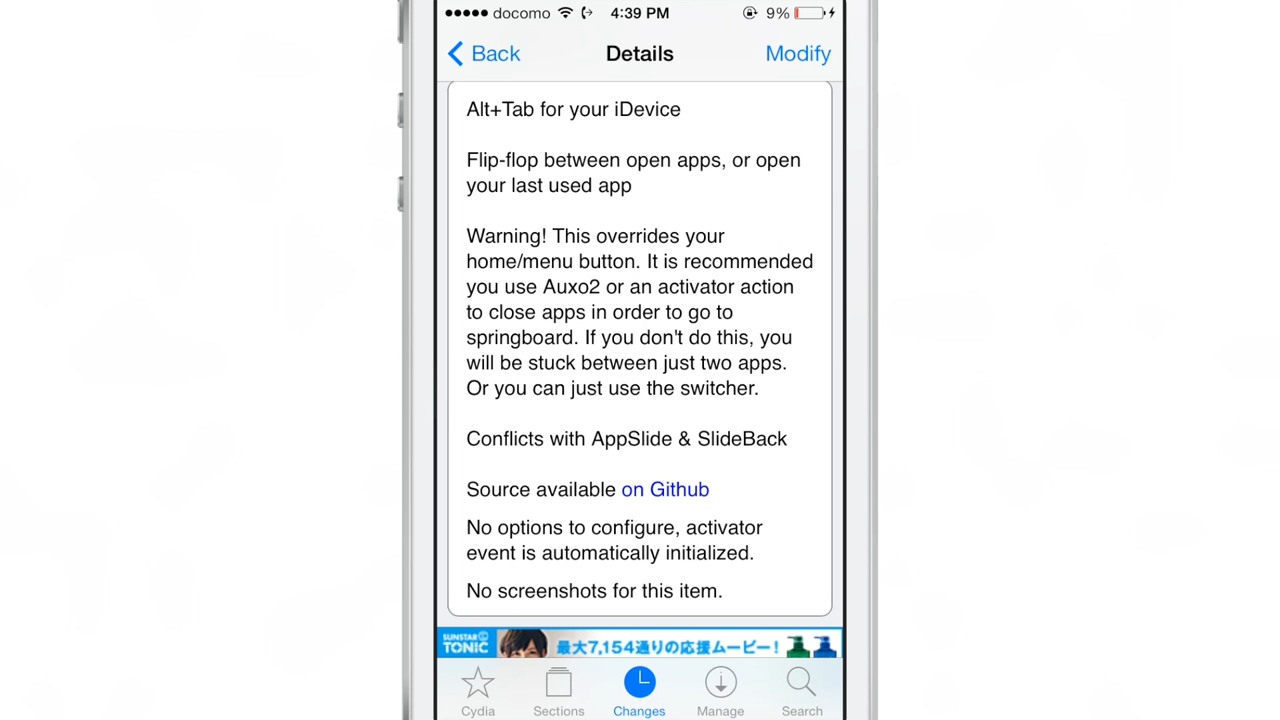 docomo 4:39 PM 9%
Back Details Modify
Alt+Tab for your iDevice
Flip-flop between open apps, or open
your last used app
Warning! This overrides your
home/menu button. It is recommended
you use Auxo2 or an activator action
to close apps in order to go to
springboard. If you don't do this, you
will be stuck between just two apps.
Or you can just use the switcher.
Conflicts with AppSlide & SlideBack
Source available on Github
No options to configure, activator
event is automatically initialized.
No screenshots for this item.
SUNSTAR
TONIC
最大7,154通りの応援ムービー!
Cydia Sections Changes Manage Search